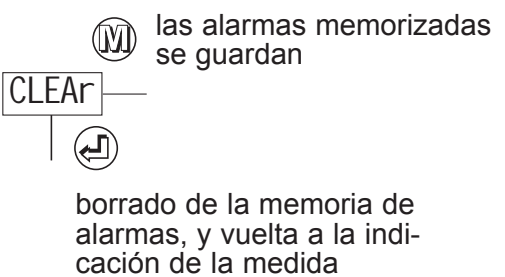 M las alarmas memorizadas
se guardan
CLEAr
borrado de la memoria de
alarmas, y vuelta a la indi-
cación de la medida